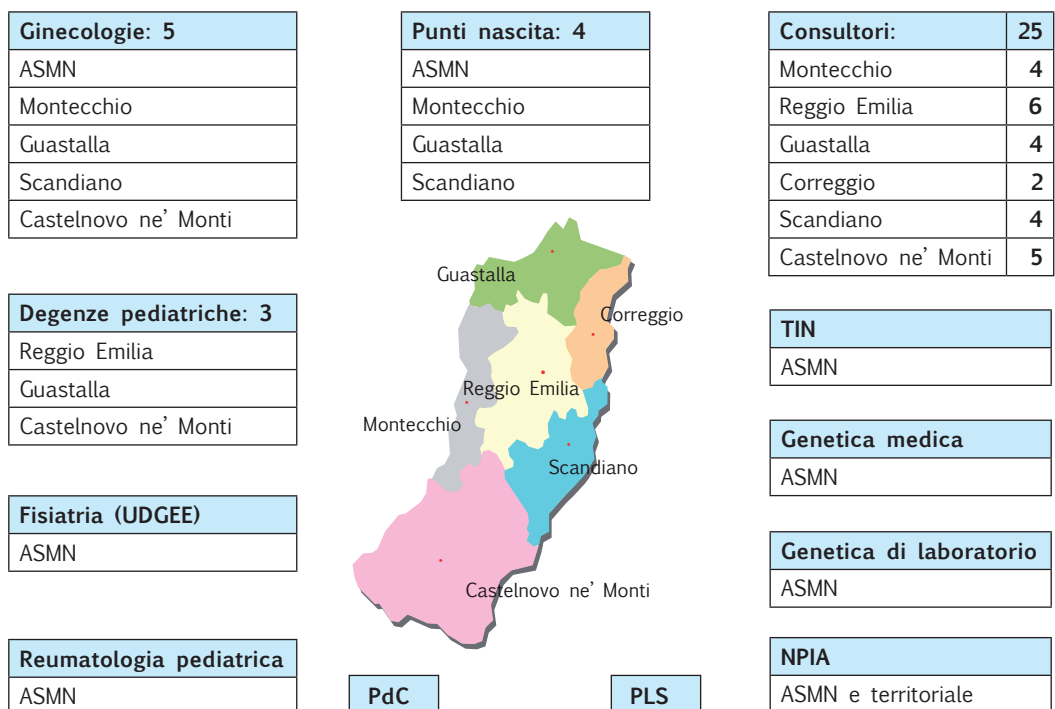 Ginecologie: 5
ASMN
Montecchio
Guastalla
Scandiano
Castelnovo ne' Monti
Punti nascita: 4
ASMN
Montecchio
Guastalla
Scandiano
Consultori: 25
Montecchio 4
Reggio Emilia 6
Guastalla 4
Correggio 2
Scandiano 4
Castelnovo ne' Monti 5
Degenze pediatriche: 3
Reggio Emilia
Guastalla
Castelnovo ne' Monti
Guastalla
Correggio
Reggio Emilia
Montecchio
Scandiano
Castelnovo ne' Monti
TIN
ASMN
Genetica medica
ASMN
Fisiatria (UDGEE)
ASMN
Genetica di laboratorio
ASMN
Reumatologia pediatrica
ASMN
PdC
PLS
NPIA
ASMN e territoriale